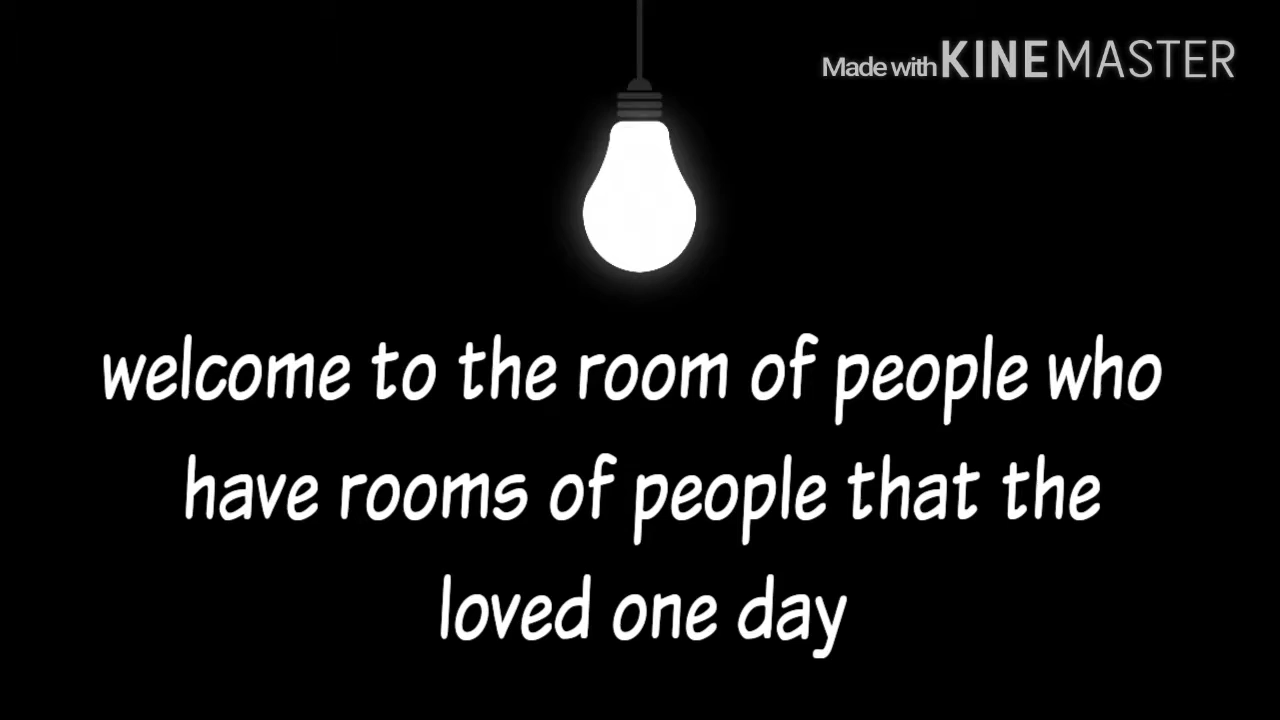 Made with KINEMASTER
welcome to the room of people who
have rooms of people that the
loved one day